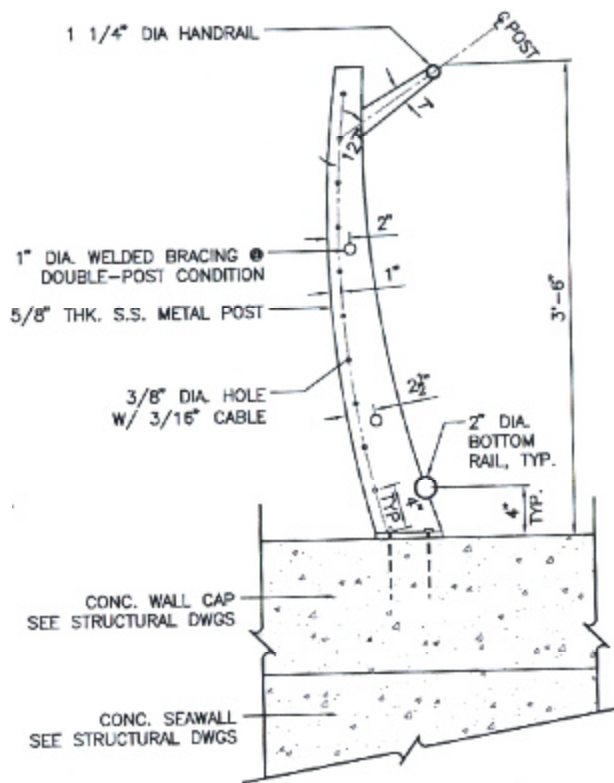 1 1/4" DIA HANDRAIL
℄ POST
127°
2"
1" DIA. WELDED BRACING @
DOUBLE-POST CONDITION
1"
5/8" THK. S.S. METAL POST
3'-6"
3/8" DIA. HOLE
W/ 3/16" CABLE
2½"
2" DIA.
BOTTOM
RAIL, TYP.
4"
TYP
4"
TYP.
CONC. WALL CAP
SEE STRUCTURAL DWGS
CONC. SEAWALL
SEE STRUCTURAL DWGS